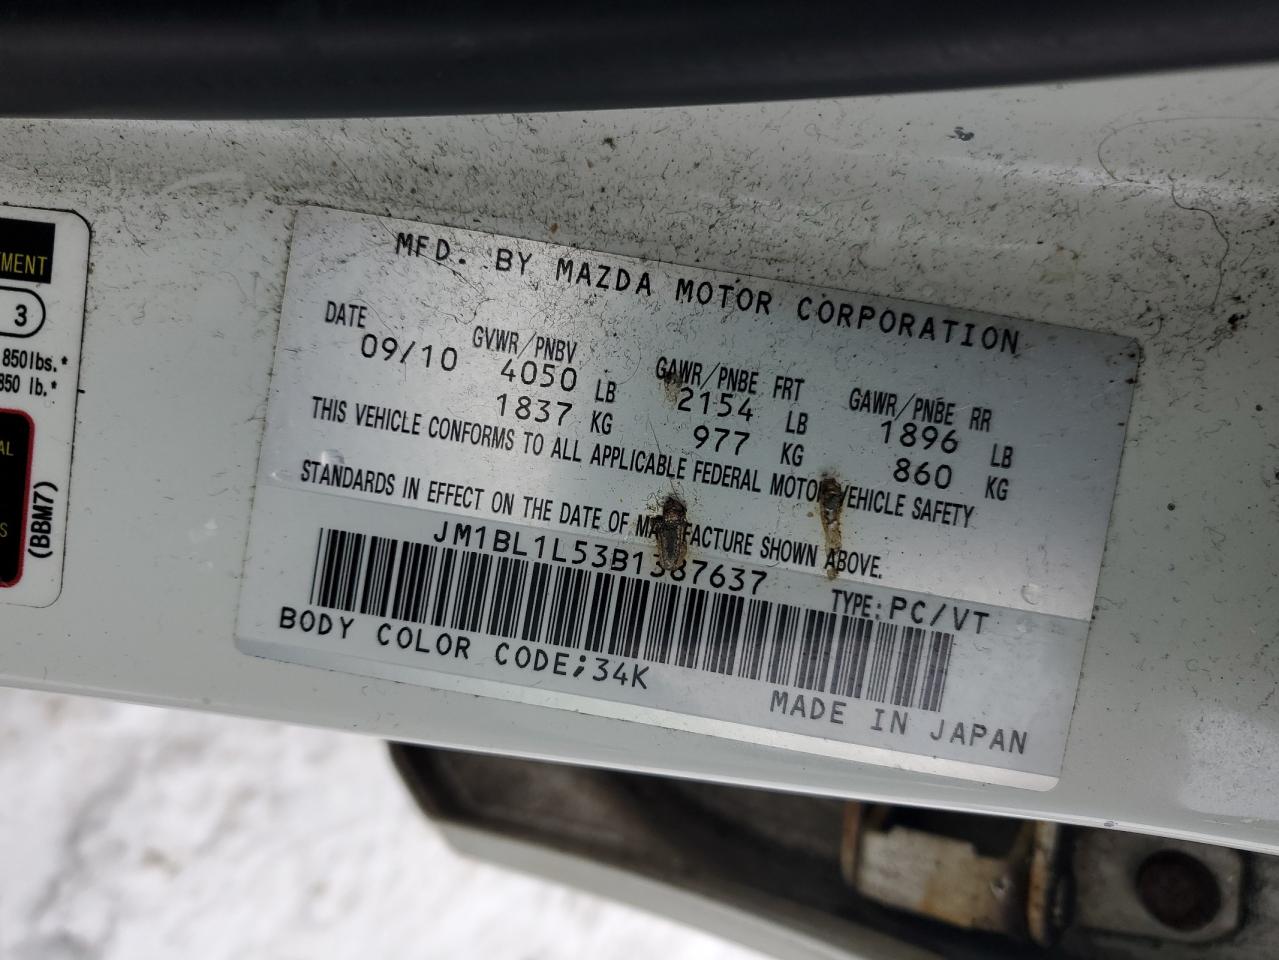 MFD. BY MAZDA MOTOR CORPORATION
DATE GVWR/PNBV GAWR/PNBE FRT GAWR/PNBE RR
09/10 4050 LB 2154 LB 1896 LB
1837 KG 977 KG 860 KG
THIS VEHICLE CONFORMS TO ALL APPLICABLE FEDERAL MOTOR VEHICLE SAFETY
STANDARDS IN EFFECT ON THE DATE OF MANUFACTURE SHOWN ABOVE.
JM1BL1L53B1387637
TYPE:PC/VT
BODY COLOR CODE;34K
MADE IN JAPAN
3
850lbs.*
850 lb.*
(BBM7)